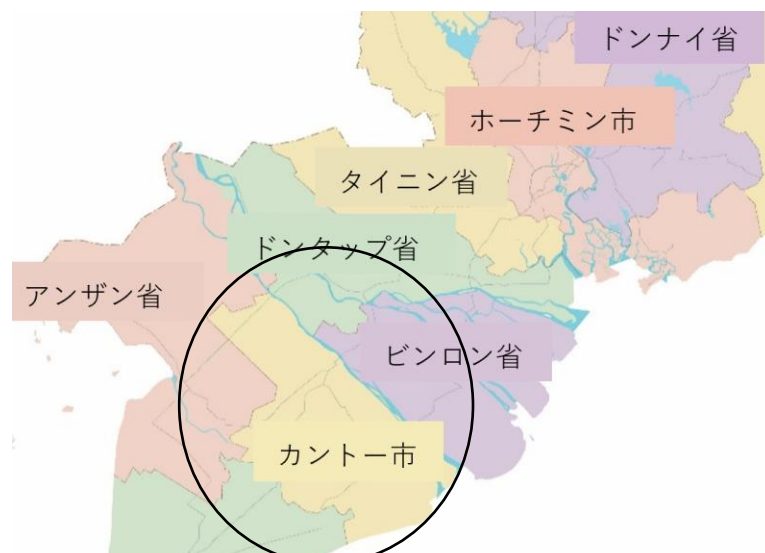 ドンナイ省
ホーチミン市
タイニン省
ドンタップ省
アンザン省
ビンロン省
カントー市